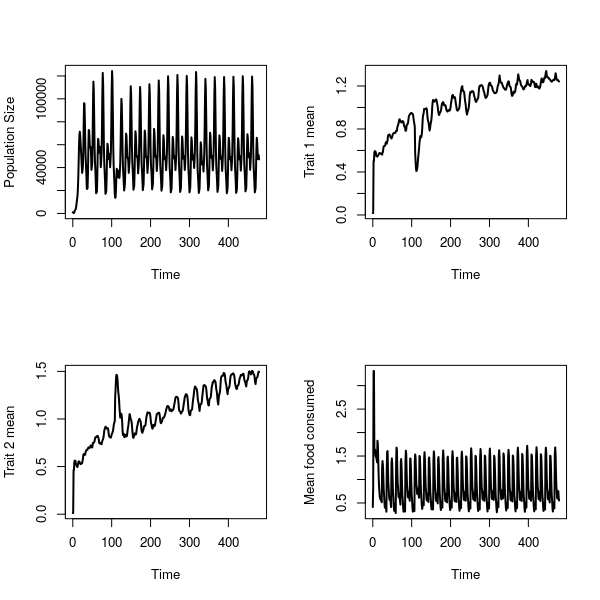 Population Size
0 40000 100000
0 100 200 300 400
Time
Trait 1 mean
0.0 0.4 0.8 1.2
0 100 200 300 400
Time
Trait 2 mean
0.0 0.5 1.0 1.5
0 100 200 300 400
Time
Mean food consumed
0.5 1.5 2.5
0 100 200 300 400
Time